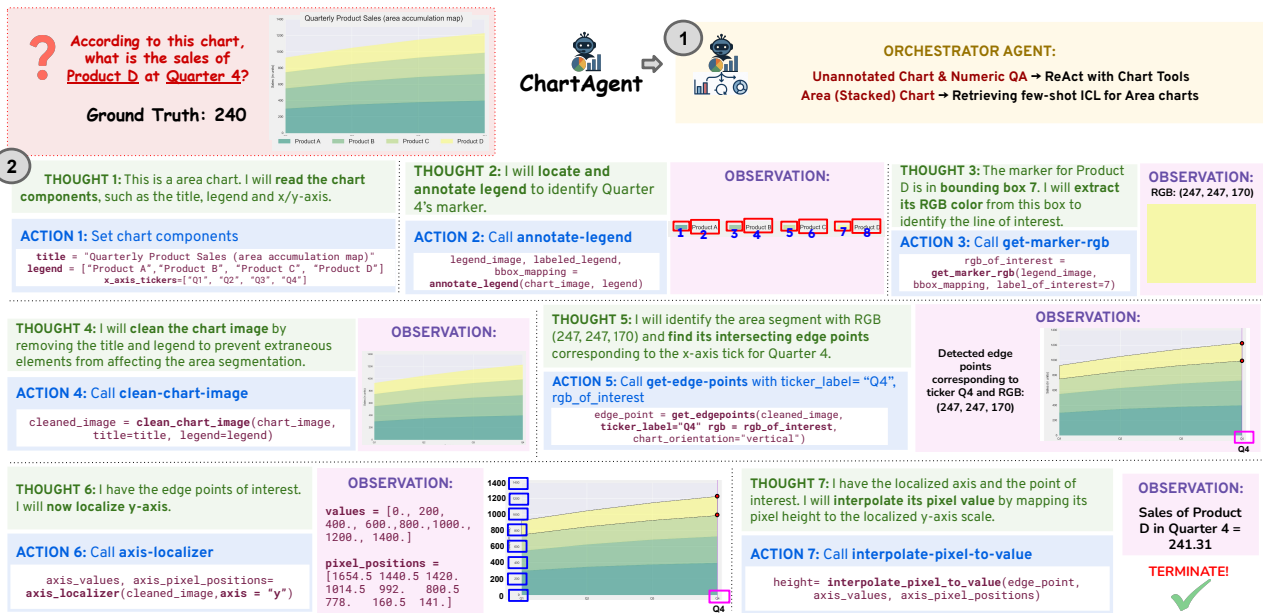 According to this chart,
what is the sales of
Product D at Quarter 4?
Ground Truth: 240
Quarterly Product Sales (area accumulation map)
Product A
Product B
Product C
Product D
ChartAgent
1
ORCHESTRATOR AGENT:
Unannotated Chart & Numeric QA → ReAct with Chart Tools
Area (Stacked) Chart → Retrieving few-shot ICL for Area charts
2
THOUGHT 1: This is a area chart. I will read the chart
components, such as the title, legend and x/y-axis.
ACTION 1: Set chart components
title = "Quarterly Product Sales (area accumulation map)"
legend = ["Product A","Product B", "Product C", "Product D"]
x_axis_tickers=["Q1", "Q2", "Q3", "Q4"]
THOUGHT 2: I will locate and
annotate legend to identify Quarter
4's marker.
ACTION 2: Call annotate-legend
legend_image, labeled_legend,
bbox_mapping =
annotate_legend(chart_image, legend)
OBSERVATION:
Product A
Product B
Product C
Product D
1 2 3 4 5 6 7 8
THOUGHT 3: The marker for Product
D is in bounding box 7. I will extract
its RGB color from this box to
identify the line of interest.
ACTION 3: Call get-marker-rgb
rgb_of_interest =
get_marker_rgb(legend_image,
bbox_mapping, label_of_interest=7)
OBSERVATION:
RGB: (247, 247, 170)
THOUGHT 4: I will clean the chart image by
removing the title and legend to prevent extraneous
elements from affecting the area segmentation.
ACTION 4: Call clean-chart-image
cleaned_image = clean_chart_image(chart_image,
title=title, legend=legend)
OBSERVATION:
THOUGHT 5: I will identify the area segment with RGB
(247, 247, 170) and find its intersecting edge points
corresponding to the x-axis tick for Quarter 4.
ACTION 5: Call get-edge-points with ticker_label= “Q4”,
rgb_of_interest
edge_point = get_edgepoints(cleaned_image,
ticker_label="Q4" rgb = rgb_of_interest,
chart_orientation="vertical")
OBSERVATION:
Detected edge
points
corresponding to
ticker Q4 and RGB:
(247, 247, 170)
Q4
THOUGHT 6: I have the edge points of interest.
I will now localize y-axis.
ACTION 6: Call axis-localizer
axis_values, axis_pixel_positions=
axis_localizer(cleaned_image,axis = “y”)
OBSERVATION:
values = [0., 200,
400., 600.,800.,1000.,
1200., 1400.]
pixel_positions =
[1654.5 1440.5 1420.
1014.5 992. 800.5
778. 160.5 141.]
1400
1200
1000
800
600
400
200
0
Q4
THOUGHT 7: I have the localized axis and the point of
interest. I will interpolate its pixel value by mapping its
pixel height to the localized y-axis scale.
ACTION 7: Call interpolate-pixel-to-value
height= interpolate_pixel_to_value(edge_point,
axis_values, axis_pixel_positions)
OBSERVATION:
Sales of Product
D in Quarter 4 =
241.31
TERMINATE!